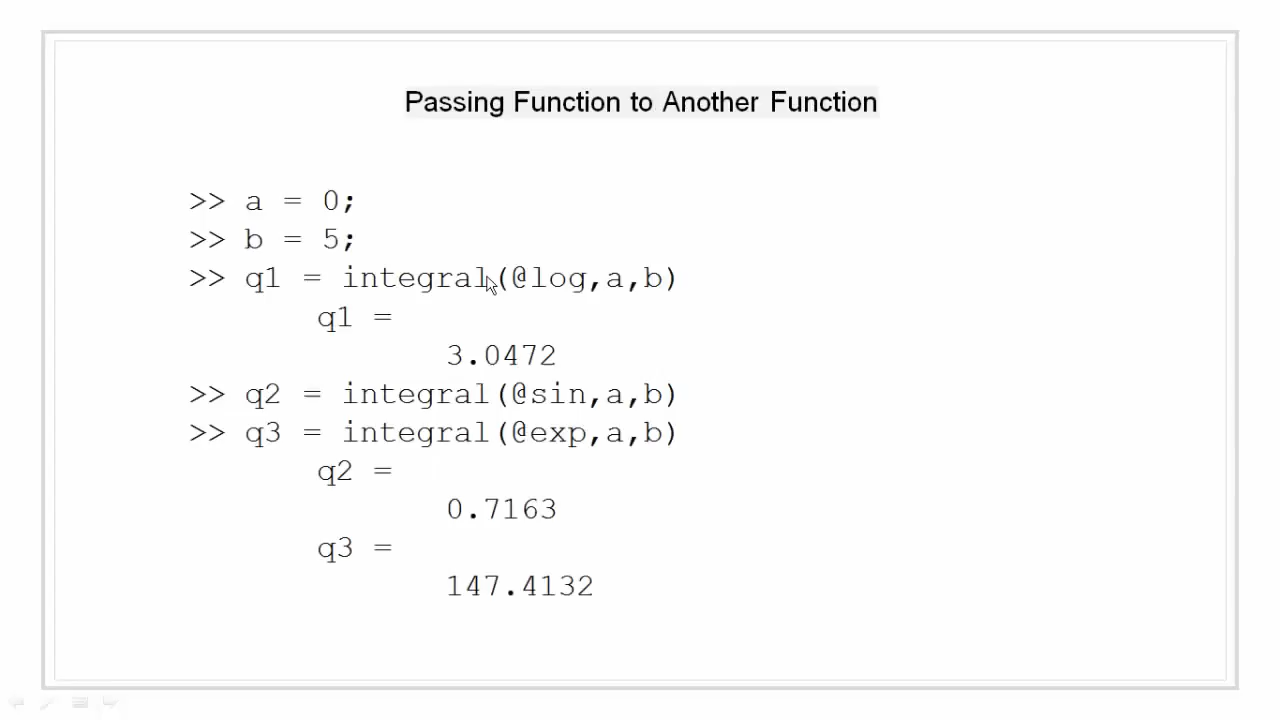 Passing Function to Another Function
>> a = 0;
>> b = 5;
>> q1 = integral(@log,a,b)
q1 =
3.0472
>> q2 = integral(@sin,a,b)
>> q3 = integral(@exp,a,b)
q2 =
0.7163
q3 =
147.4132